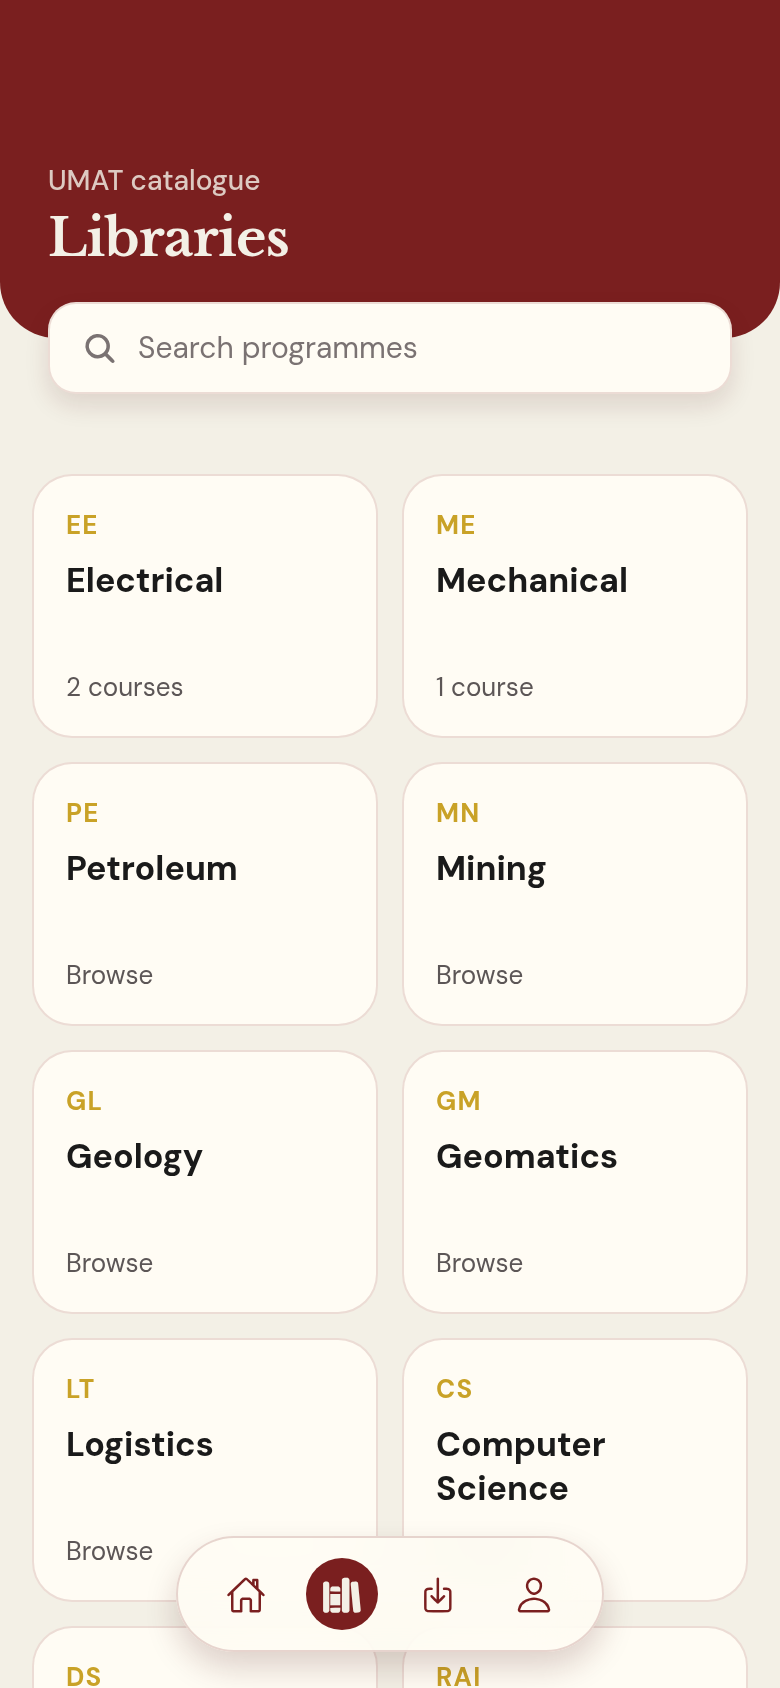 UMAT catalogue
Libraries
Search programmes
EE
Electrical
2 courses
ME
Mechanical
1 course
PE
Petroleum
Browse
MN
Mining
Browse
GL
Geology
Browse
GM
Geomatics
Browse
LT
Logistics
Browse
CS
Computer
Science
DS
RAI